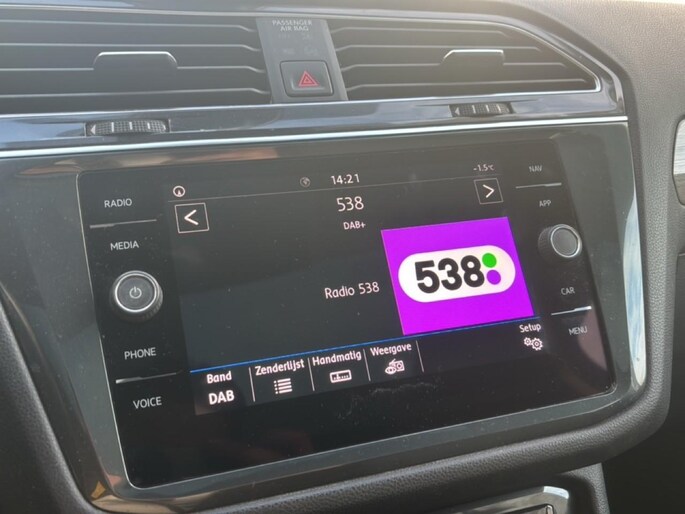 PASSENGER
AIR BAG
RADIO
MEDIA
PHONE
VOICE
14:21
-1.5°C
538
DAB+
Radio 538
538
Setup
Band
DAB
Zenderlijst
Handmatig
Weergave
NAV
APP
CAR
MENU